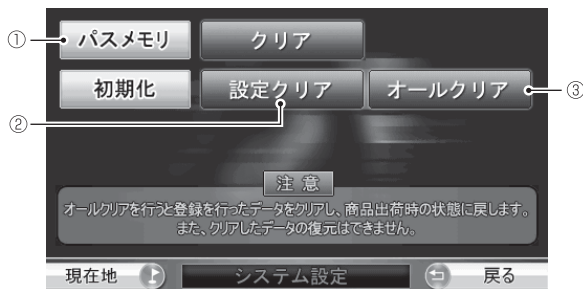 ① パスメモリ クリア
初期化 設定クリア オールクリア ③
②
注 意
オールクリアを行うと登録を行ったデータをクリアし、商品出荷時の状態に戻します。
また、クリアしたデータの復元はできません。
現在地 システム設定 戻る